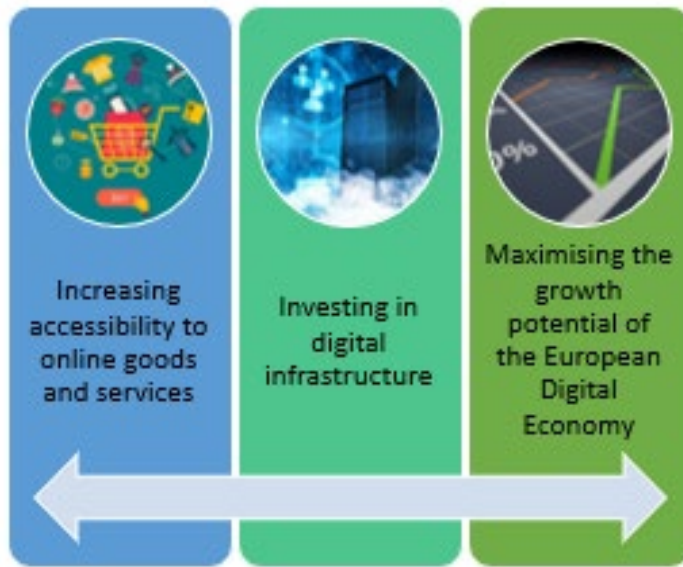 Increasing
accessibility to
online goods
and services
Investing in
digital
infrastructure
Maximising the
growth
potential of
the European
Digital
Economy